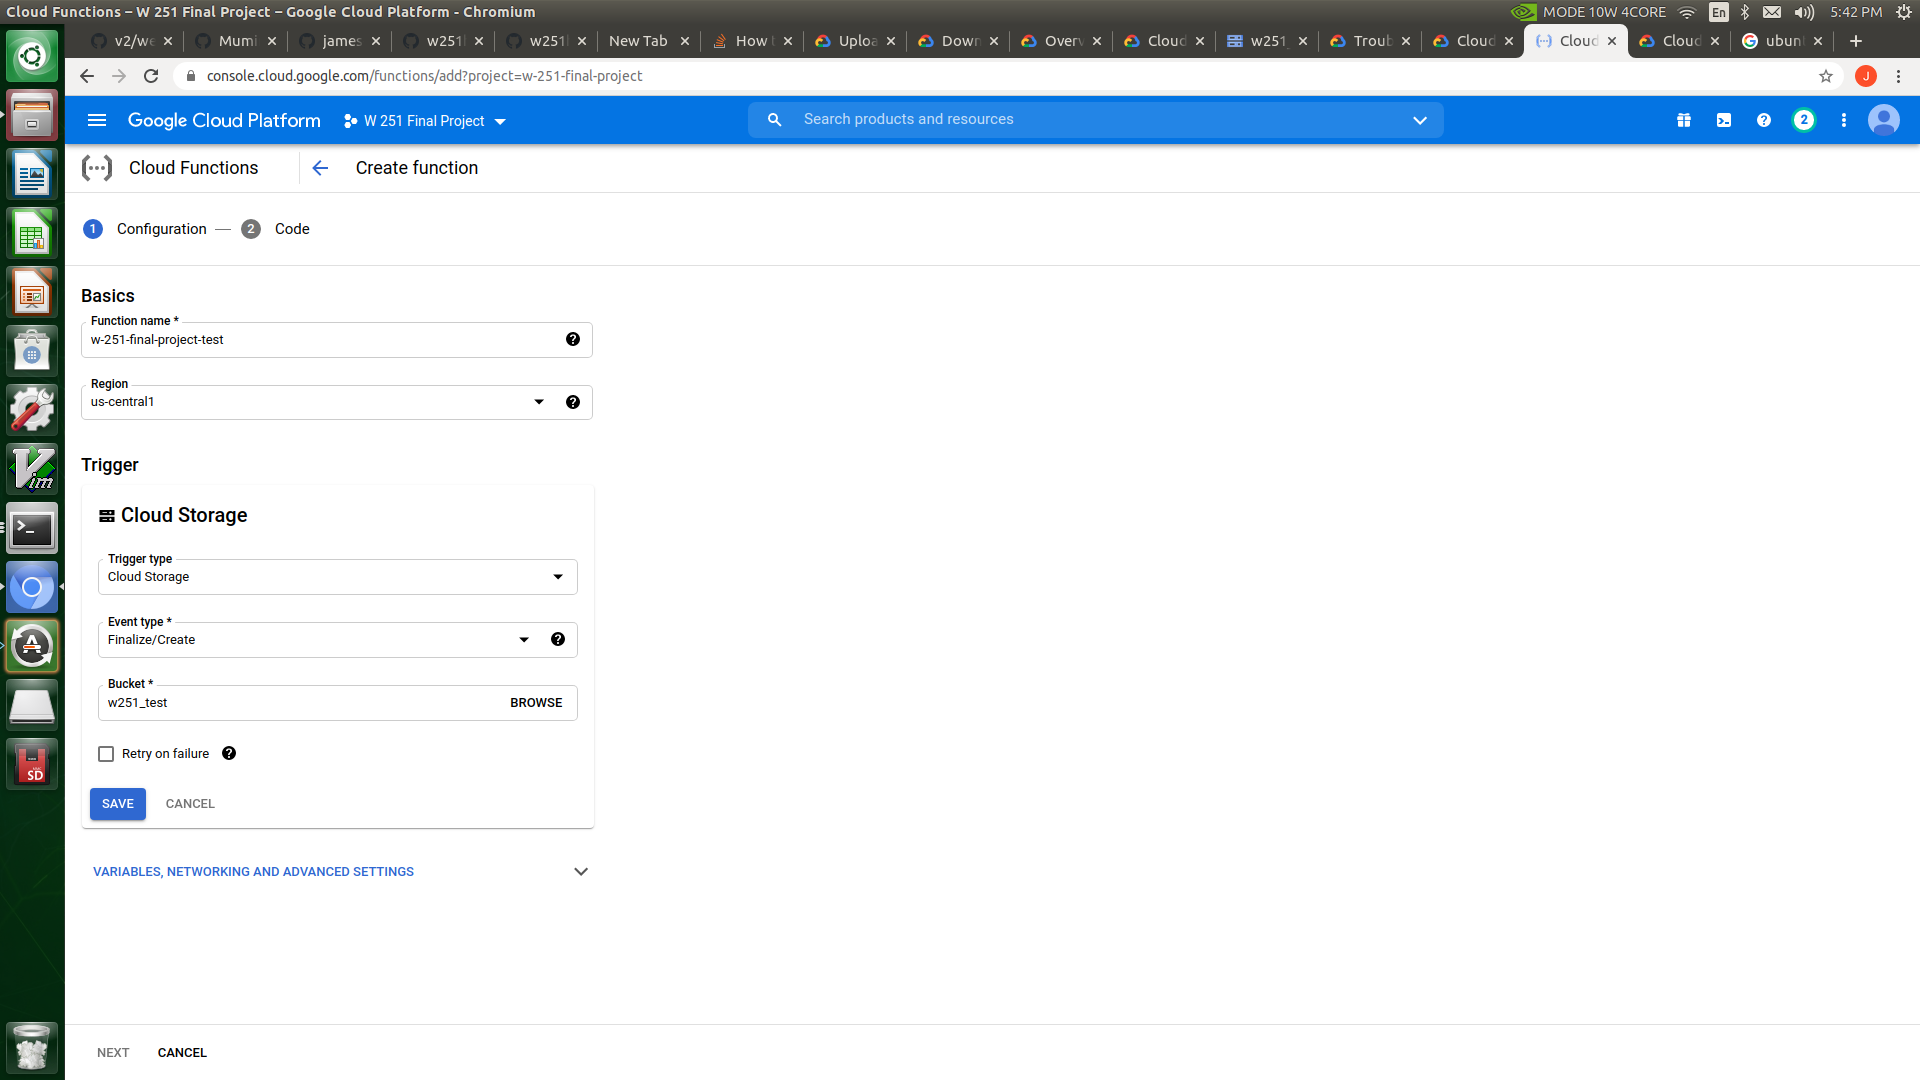 Cloud Functions – W 251 Final Project – Google Cloud Platform - Chromium
MODE 10W 4CORE En 5:42 PM
v2/we Mumi james w251 w251 New Tab How Uploa Down Overv Cloud w251_ Troub Cloud Cloud Cloud ubun
console.cloud.google.com/functions/add?project=w-251-final-project
J
Google Cloud Platform W 251 Final Project Search products and resources 2
Cloud Functions Create function
1 Configuration — 2 Code
Basics
Function name *
w-251-final-project-test
Region
us-central1
Trigger
Cloud Storage
Trigger type
Cloud Storage
Event type *
Finalize/Create
Bucket *
w251_test BROWSE
Retry on failure
SAVE CANCEL
VARIABLES, NETWORKING AND ADVANCED SETTINGS
NEXT CANCEL
Vim
SD